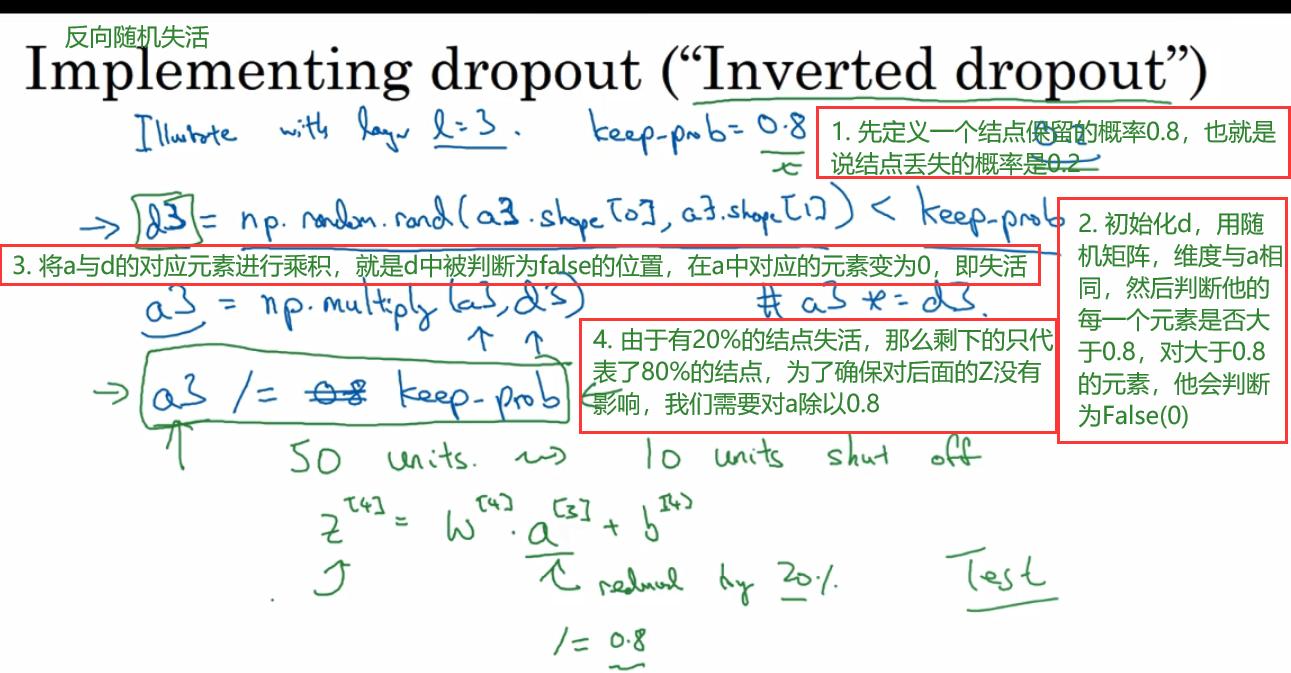 反向随机失活
Implementing dropout (“Inverted dropout”)
Illustrate with layer l=3. keep-prob= 0.8
1. 先定义一个结点保留的概率0.8，也就是
说结点丢失的概率是0.2
→ d3 = np.random.rand(a3.shape[0], a3.shape[1]) < keep-prob
2. 初始化d，用随
机矩阵，维度与a相
同，然后判断他的
每一个元素是否大
于0.8，对大于0.8
的元素，他会判断
为False(0)
3. 将a与d的对应元素进行乘积，就是d中被判断为false的位置，在a中对应的元素变为0，即失活
a3 = np.multiply(a3, d3) # a3 *= d3.
4. 由于有20%的结点失活，那么剩下的只代
表了80%的结点，为了确保对后面的Z没有
影响，我们需要对a除以0.8
→ a3 /= 0.8 keep-prob ←
↑ 50 units. ⇝ 10 units shut off
z^[4] = W^[4] · a^[3] + b^[4]
reduced by 20%. Test
/= 0.8